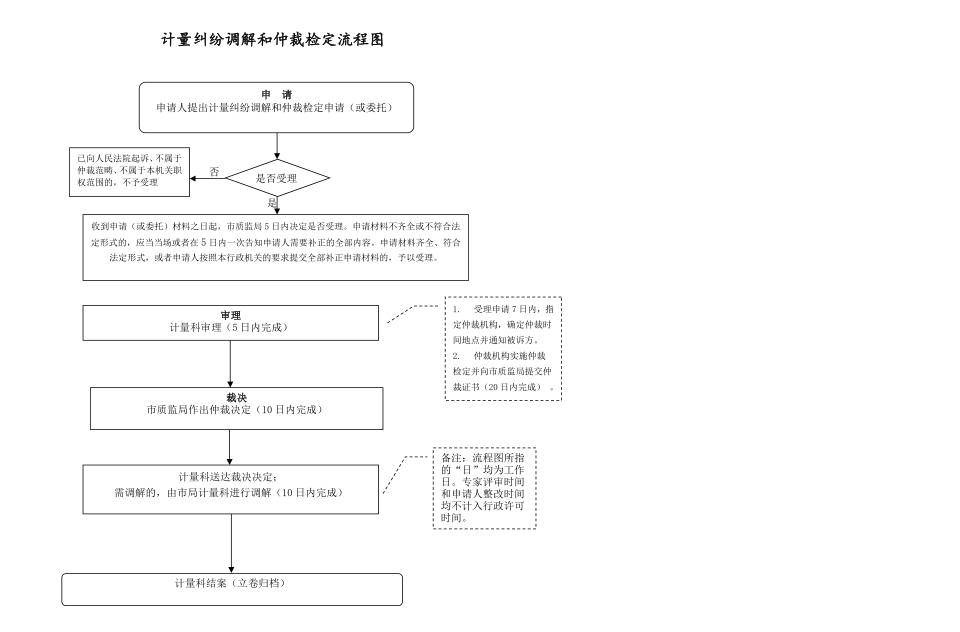 计量纠纷调解和仲裁检定流程图
申 请
申请人提出计量纠纷调解和仲裁检定申请（或委托）
已向人民法院起诉、不属于
仲裁范畴、不属于本机关职
权范围的，不予受理
否
是否受理
是
收到申请（或委托）材料之日起，市质监局 5 日内决定是否受理。申请材料不齐全或不符合法
定形式的，应当当场或者在 5 日内一次告知申请人需要补正的全部内容。申请材料齐全、符合
法定形式，或者申请人按照本行政机关的要求提交全部补正申请材料的，予以受理。
审理
计量科审理（5 日内完成）
1. 受理申请 7 日内，指
定仲裁机构，确定仲裁时
间地点并通知被诉方。
2. 仲裁机构实施仲裁
检定并向市质监局提交仲
裁证书（20 日内完成） 。
裁决
市质监局作出仲裁决定（10 日内完成）
计量科送达裁决决定；
需调解的，由市局计量科进行调解（10 日内完成）
备注：流程图所指
的“日”均为工作
日。专家评审时间
和申请人整改时间
均不计入行政许可
时间。
计量科结案（立卷归档）